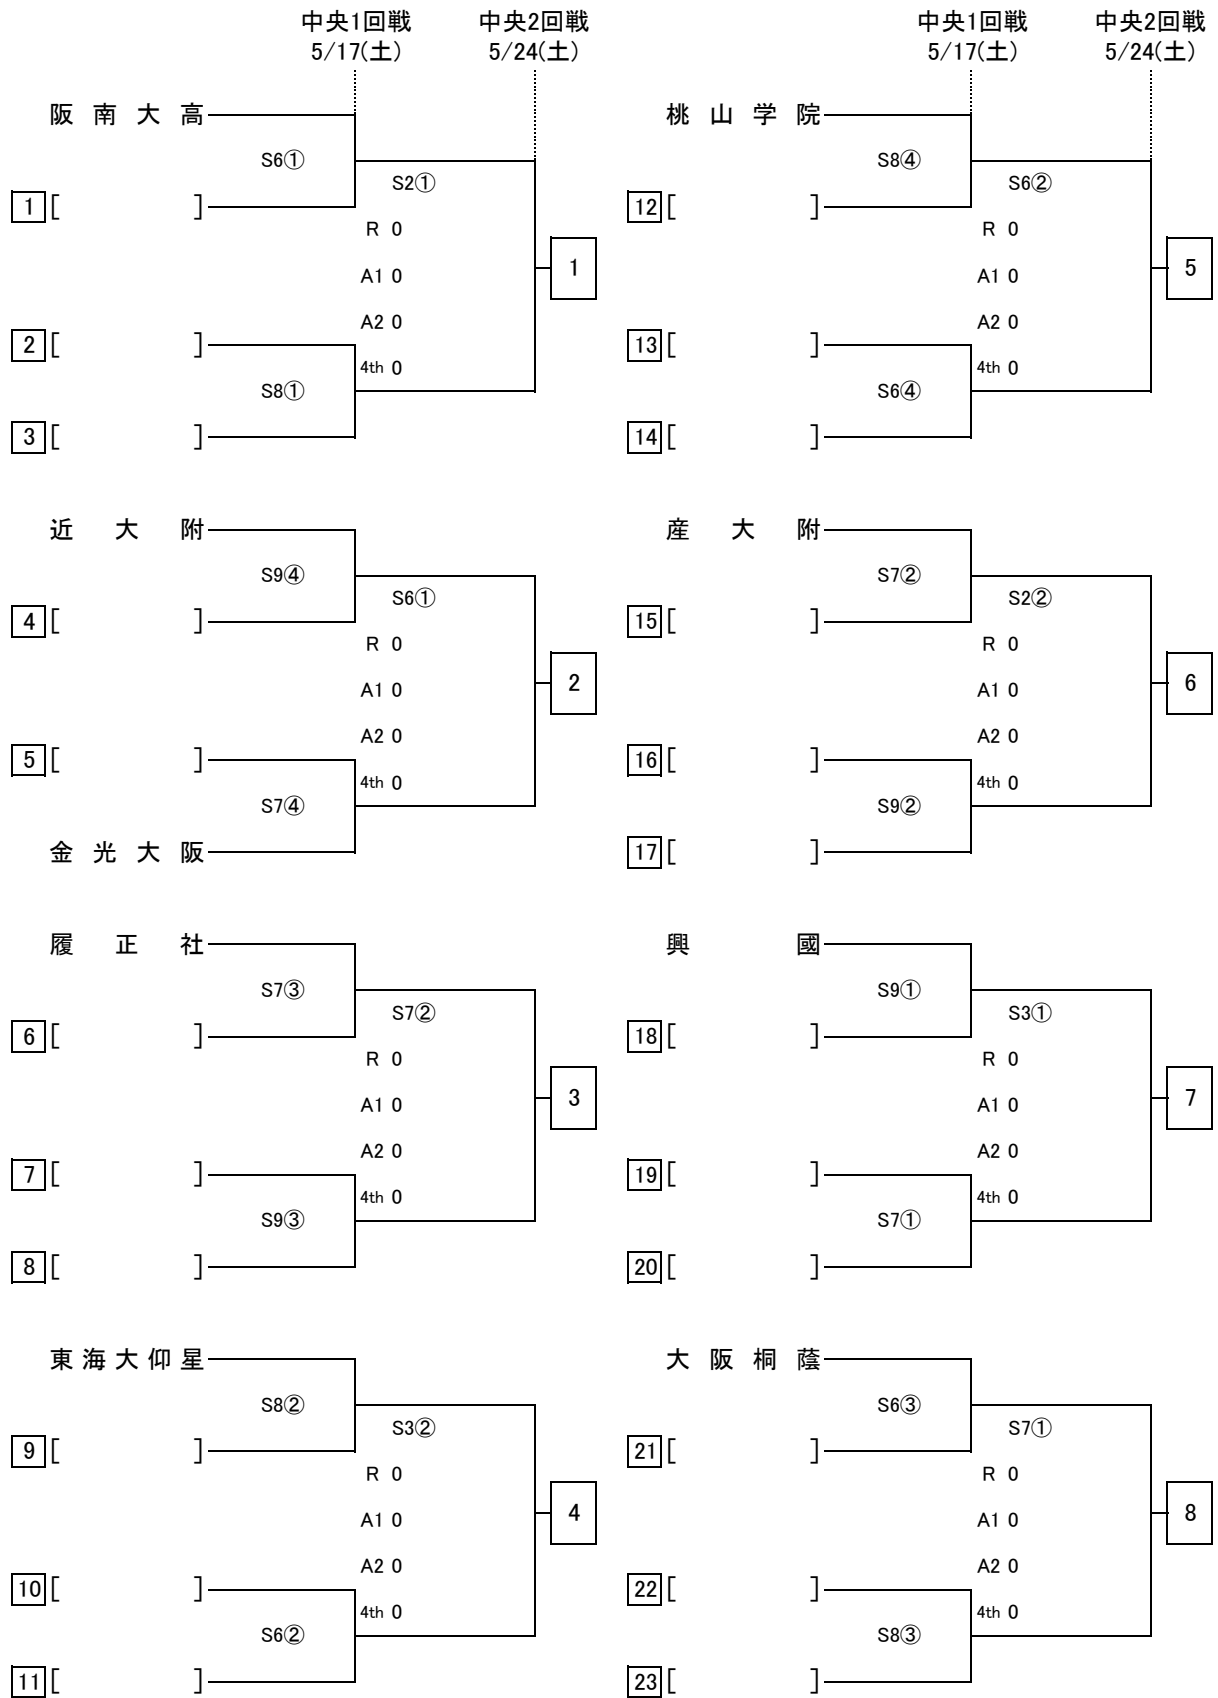 中央1回戦 中央2回戦
5/17(土) 5/24(土)
阪南大高
S6①
S2①
1 [ ]
R 0
A1 0
1
A2 0
2 [ ]
4th 0
S8①
3 [ ]
近大附
S9④
S6①
4 [ ]
R 0
A1 0
2
A2 0
5 [ ]
4th 0
S7④
金光大阪
履正社
S7③
S7②
6 [ ]
R 0
A1 0
3
A2 0
7 [ ]
4th 0
S9③
8 [ ]
東海大仰星
S8②
S3②
9 [ ]
R 0
A1 0
4
A2 0
10 [ ]
4th 0
S6②
11 [ ]
中央1回戦 中央2回戦
5/17(土) 5/24(土)
桃山学院
S8④
S6②
12 [ ]
R 0
A1 0
5
A2 0
13 [ ]
4th 0
S6④
14 [ ]
産大附
S7②
S2②
15 [ ]
R 0
A1 0
6
A2 0
16 [ ]
4th 0
S9②
17 [ ]
興國
S9①
S3①
18 [ ]
R 0
A1 0
7
A2 0
19 [ ]
4th 0
S7①
20 [ ]
大阪桐蔭
S6③
S7①
21 [ ]
R 0
A1 0
8
A2 0
22 [ ]
4th 0
S8③
23 [ ]